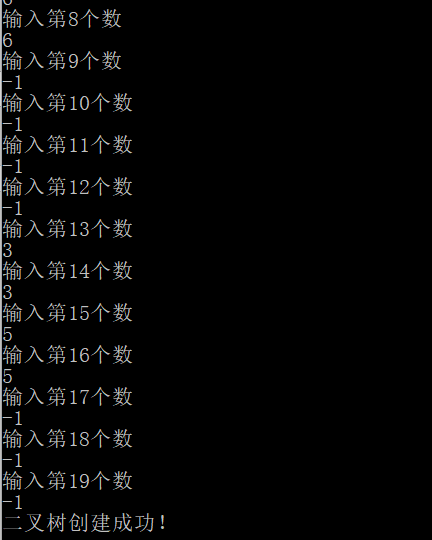 输入第8个数
6
输入第9个数
-1
输入第10个数
-1
输入第11个数
-1
输入第12个数
-1
输入第13个数
3
输入第14个数
3
输入第15个数
5
输入第16个数
5
输入第17个数
-1
输入第18个数
-1
输入第19个数
-1
二叉树创建成功!